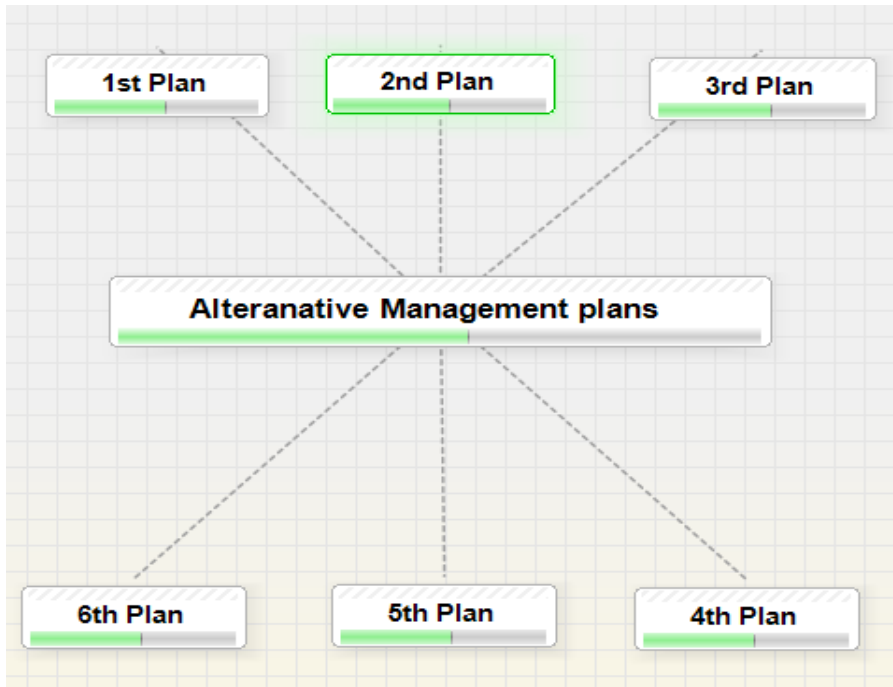 1st Plan
2nd Plan
3rd Plan
Alteranative Management plans
6th Plan
5th Plan
4th Plan